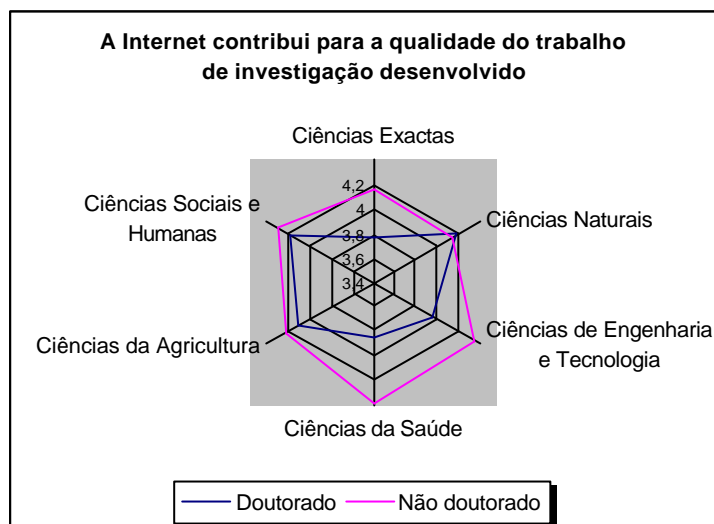 A Internet contribui para a qualidade do trabalho
de investigação desenvolvido
Ciências Exactas
4,2
4
3,8
3,6
3,4
Ciências Naturais
Ciências de Engenharia
e Tecnologia
Ciências da Saúde
Ciências da Agricultura
Ciências Sociais e
Humanas
Doutorado
Não doutorado